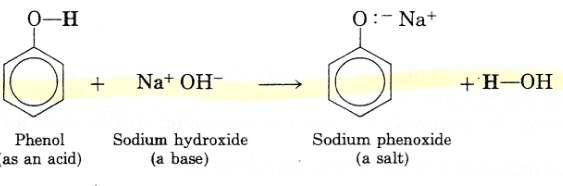 O—H
O:⁻ Na⁺
+ Na⁺ OH⁻ ⟶ + H—OH
Phenol Sodium hydroxide Sodium phenoxide
(as an acid) (a base) (a salt)